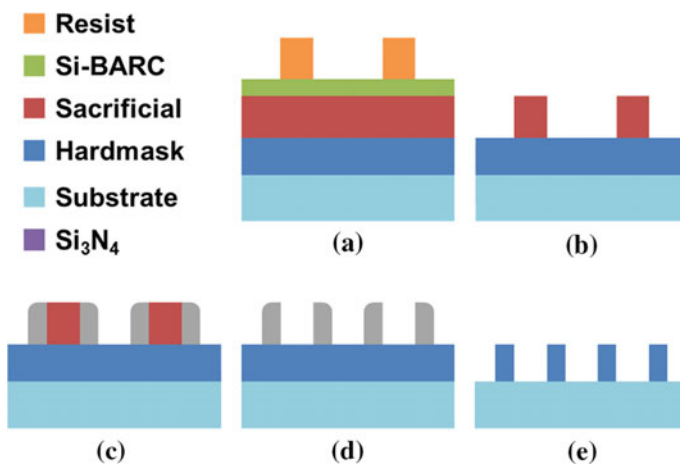 Resist
Si-BARC
Sacrificial
Hardmask
Substrate
Si₃N₄
(a)
(b)
(c)
(d)
(e)